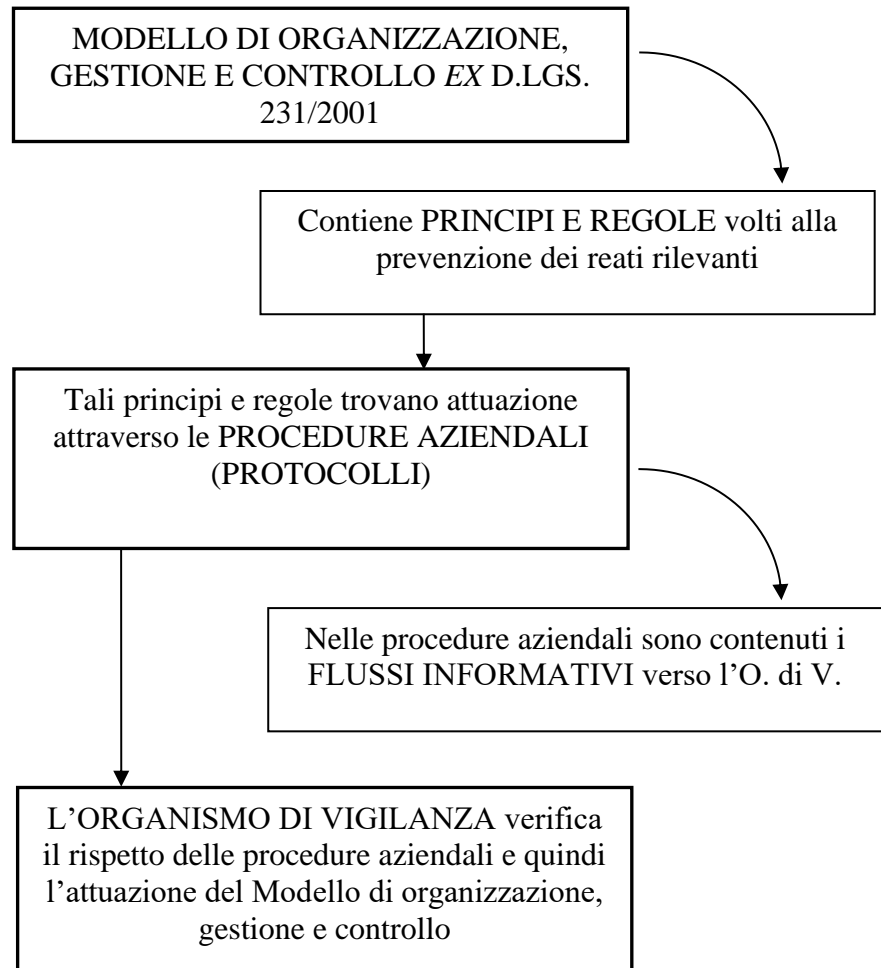 MODELLO DI ORGANIZZAZIONE,
GESTIONE E CONTROLLO EX D.LGS.
231/2001
Contiene PRINCIPI E REGOLE volti alla
prevenzione dei reati rilevanti
Tali principi e regole trovano attuazione
attraverso le PROCEDURE AZIENDALI
(PROTOCOLLI)
Nelle procedure aziendali sono contenuti i
FLUSSI INFORMATIVI verso l’O. di V.
L’ORGANISMO DI VIGILANZA verifica
il rispetto delle procedure aziendali e quindi
l’attuazione del Modello di organizzazione,
gestione e controllo